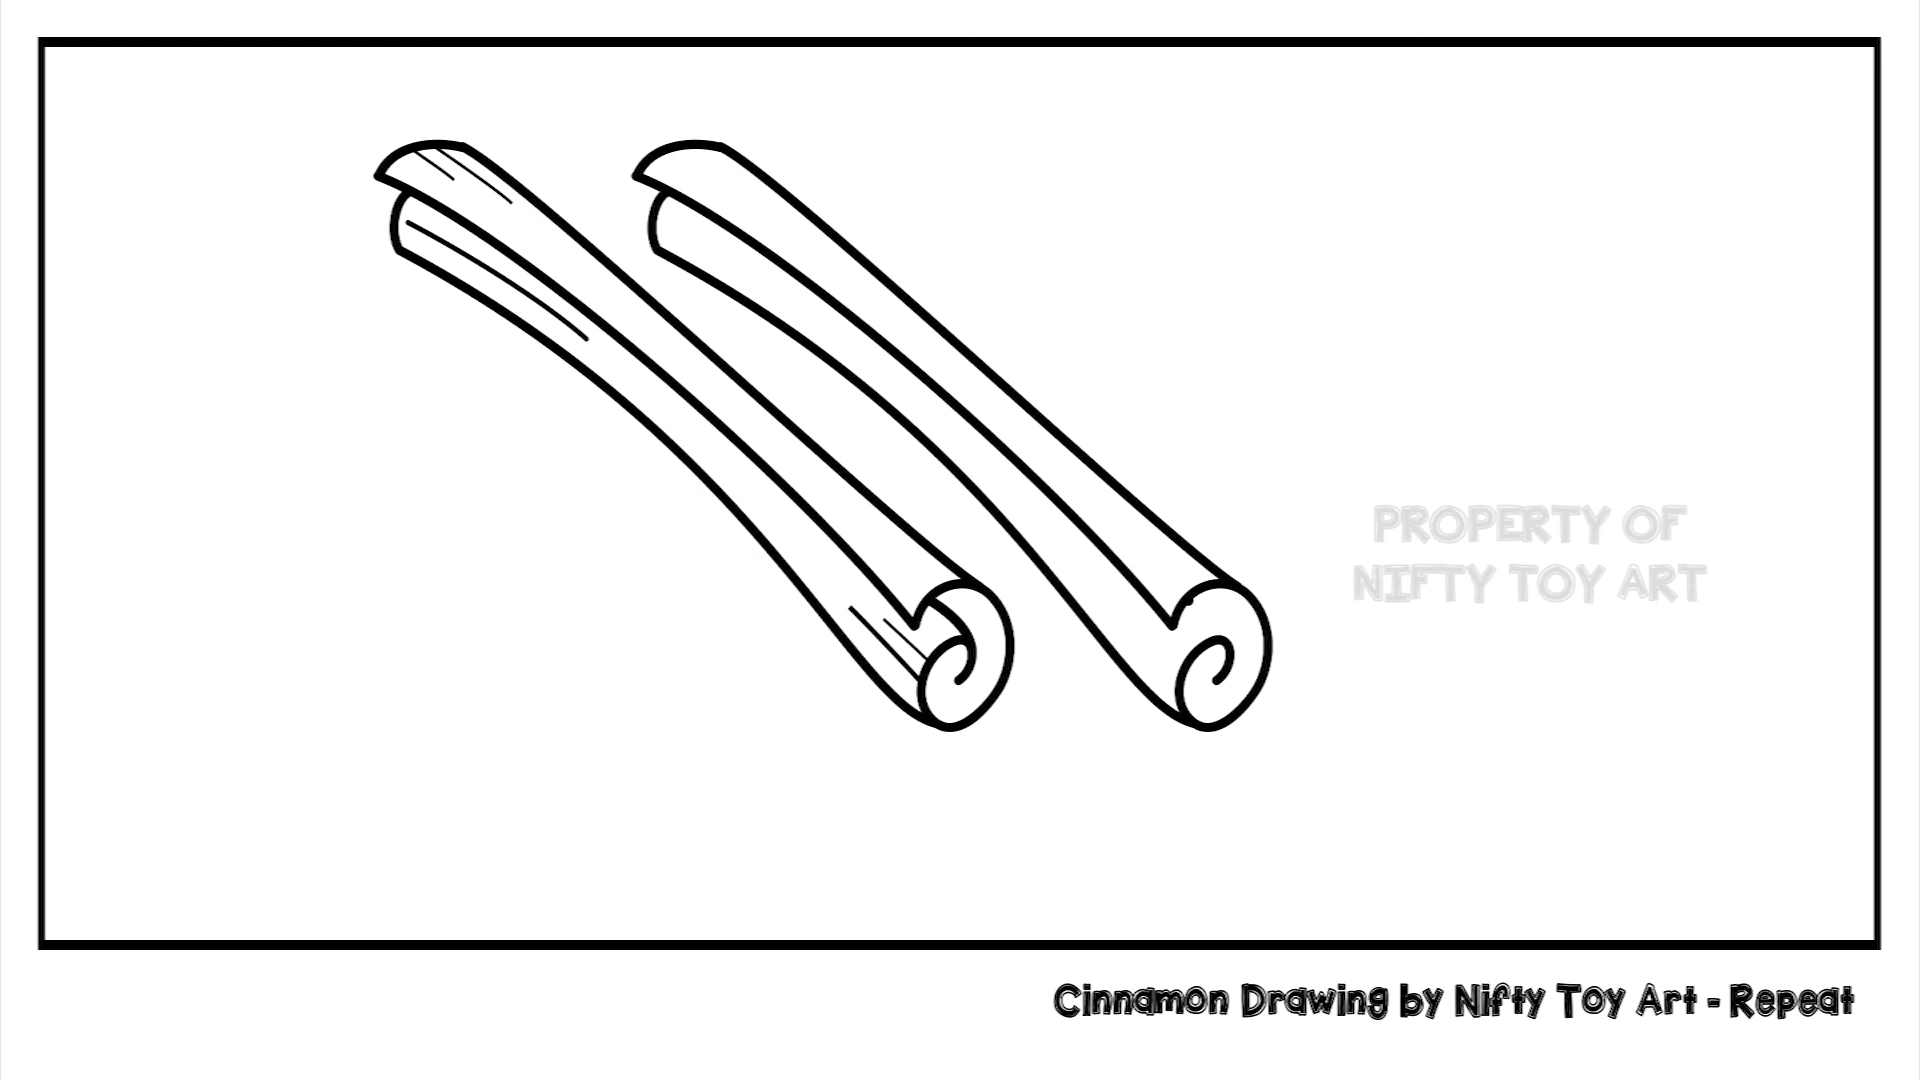 PROPERTY OF
NIFTY TOY ART
Cinnamon Drawing by Nifty Toy Art - Repeat